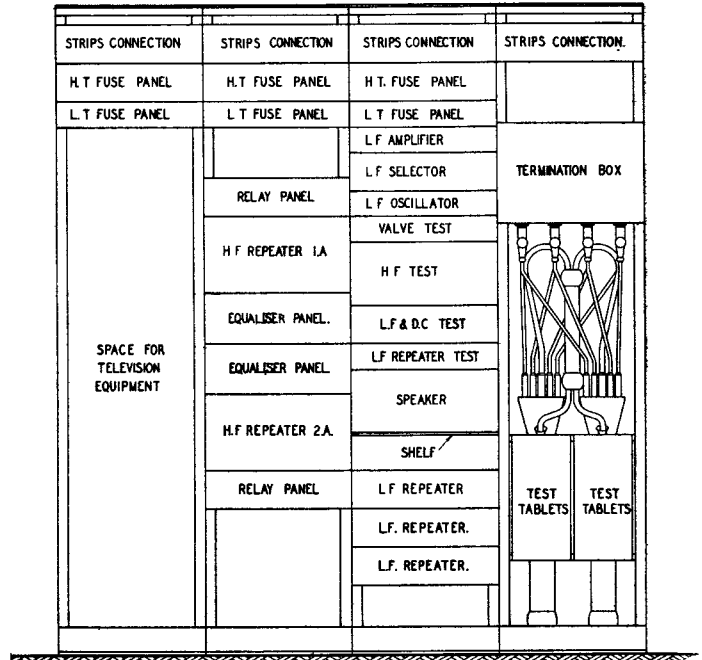 STRIPS CONNECTION
H.T FUSE PANEL
L.T FUSE PANEL
SPACE FOR
TELEVISION
EQUIPMENT
STRIPS CONNECTION
H.T FUSE PANEL
L T FUSE PANEL
RELAY PANEL
H F REPEATER 1.A
EQUALISER PANEL.
EQUALISER PANEL
H.F REPEATER 2.A.
RELAY PANEL
STRIPS CONNECTION
H T. FUSE PANEL
L T FUSE PANEL
L F AMPLIFIER
L F SELECTOR
L F OSCILLATOR
VALVE TEST
H F TEST
L.F & D.C TEST
L.F REPEATER TEST
SPEAKER
SHELF
L F REPEATER
L.F. REPEATER.
L.F. REPEATER.
STRIPS CONNECTION.
TERMINATION BOX
TEST
TABLETS
TEST
TABLETS